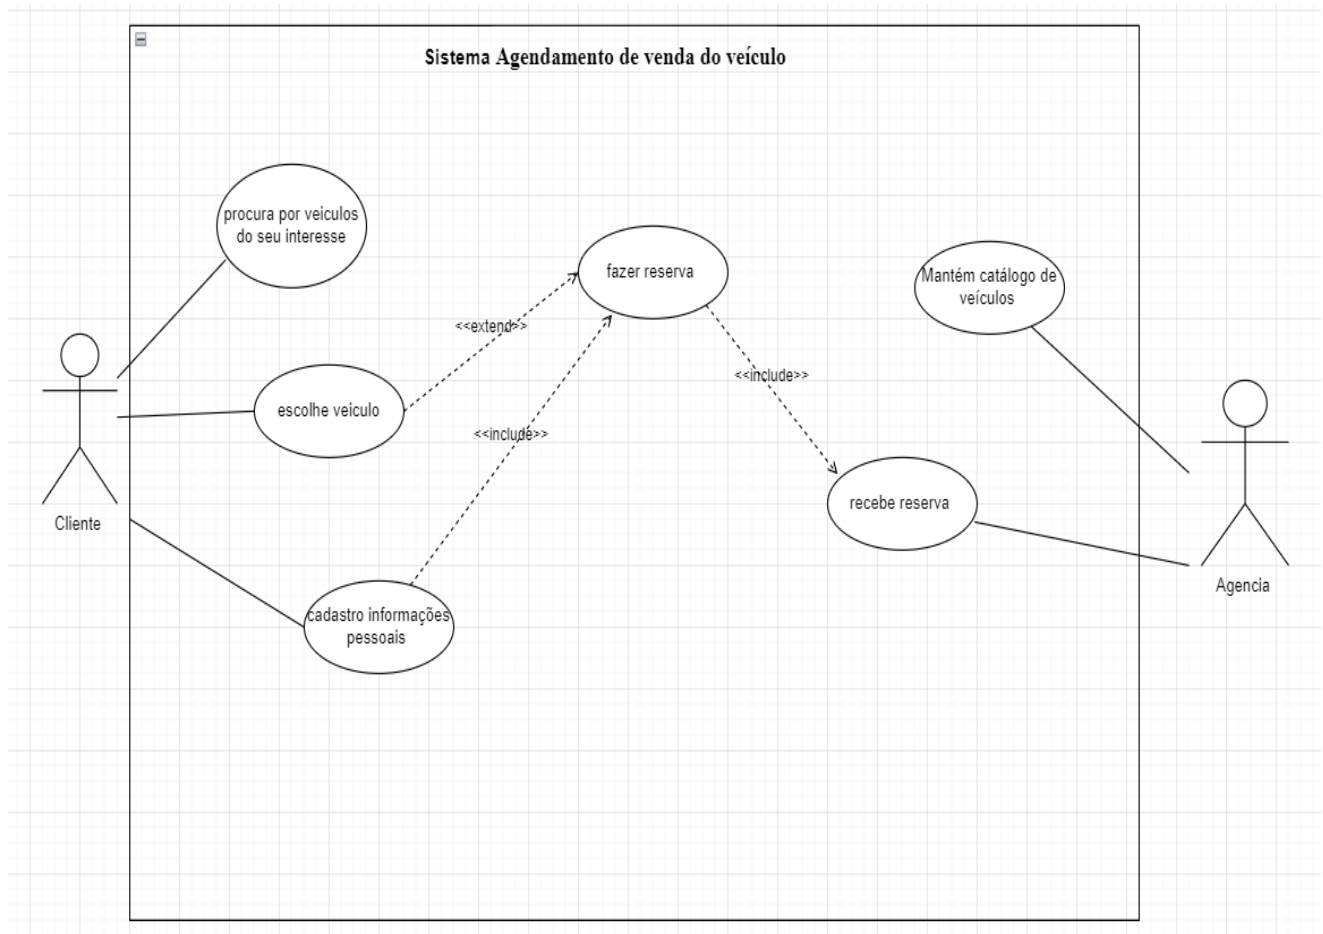 Sistema Agendamento de venda do veículo
procura por veiculos
do seu interesse
fazer reserva
Mantém catálogo de
veículos
<<extend>>
<<include>>
escolhe veiculo
<<include>>
recebe reserva
Cliente
Agencia
cadastro informações
pessoais